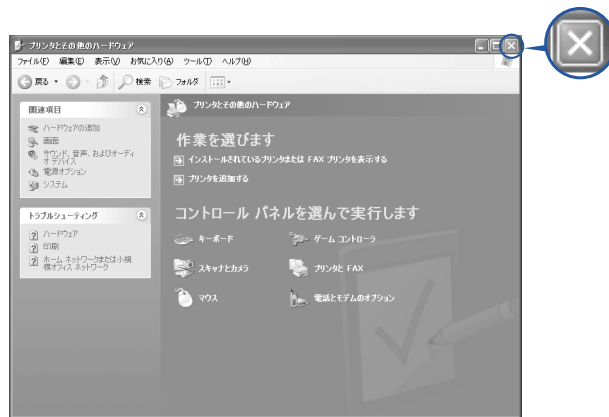 プリンタとその他のハードウェア
ファイル(F) 編集(E) 表示(V) お気に入り(A) ツール(T) ヘルプ(H)
戻る 検索 フォルダ
関連項目
ハードウェアの追加
画面
サウンド、音声、およびオーディ
オ デバイス
電源オプション
システム
トラブルシューティング
ハードウェア
印刷
ホーム ネットワークまたは小規
模オフィス ネットワーク
プリンタとその他のハードウェア
作業を選びます
インストールされているプリンタまたは FAX プリンタを表示する
プリンタを追加する
コントロール パネルを選んで実行します
キーボード ゲーム コントローラ
スキャナとカメラ プリンタと FAX
マウス 電話とモデムのオプション